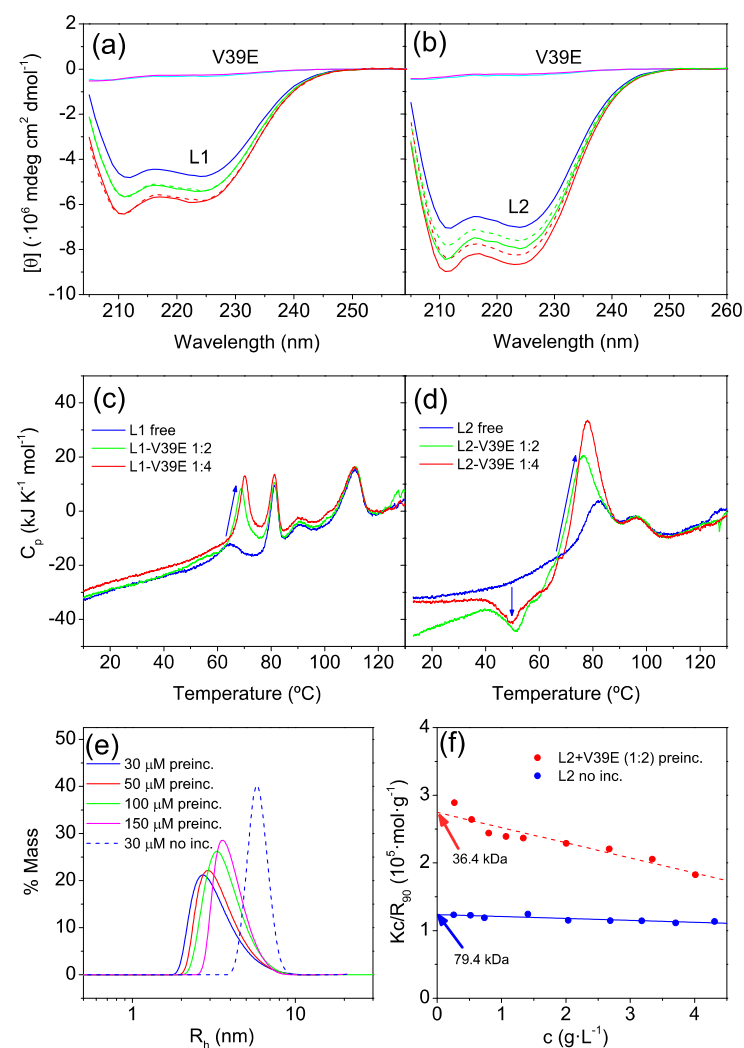 (a)
V39E
L1
(b)
V39E
L2
2
0
-2
-4
-6
-8
-10
[θ] (·10⁶ mdeg cm² dmol⁻¹)
210 220 230 240 250
210 220 230 240 250 260
Wavelength (nm)
Wavelength (nm)
(c)
L1 free
L1-V39E 1:2
L1-V39E 1:4
(d)
L2 free
L2-V39E 1:2
L2-V39E 1:4
40
20
0
-20
-40
Cₚ (kJ K⁻¹ mol⁻¹)
20 40 60 80 100 120
20 40 60 80 100 120
Temperature (ºC)
Temperature (ºC)
(e)
30 μM preinc.
50 μM preinc.
100 μM preinc.
150 μM preinc.
30 μM no inc.
50
40
30
20
10
0
% Mass
1 10
Rₕ (nm)
(f)
L2+V39E (1:2) preinc.
L2 no inc.
36.4 kDa
79.4 kDa
4
3
2
1
0
Kc/R₉₀ (10⁵·mol·g⁻¹)
0 1 2 3 4
c (g·L⁻¹)